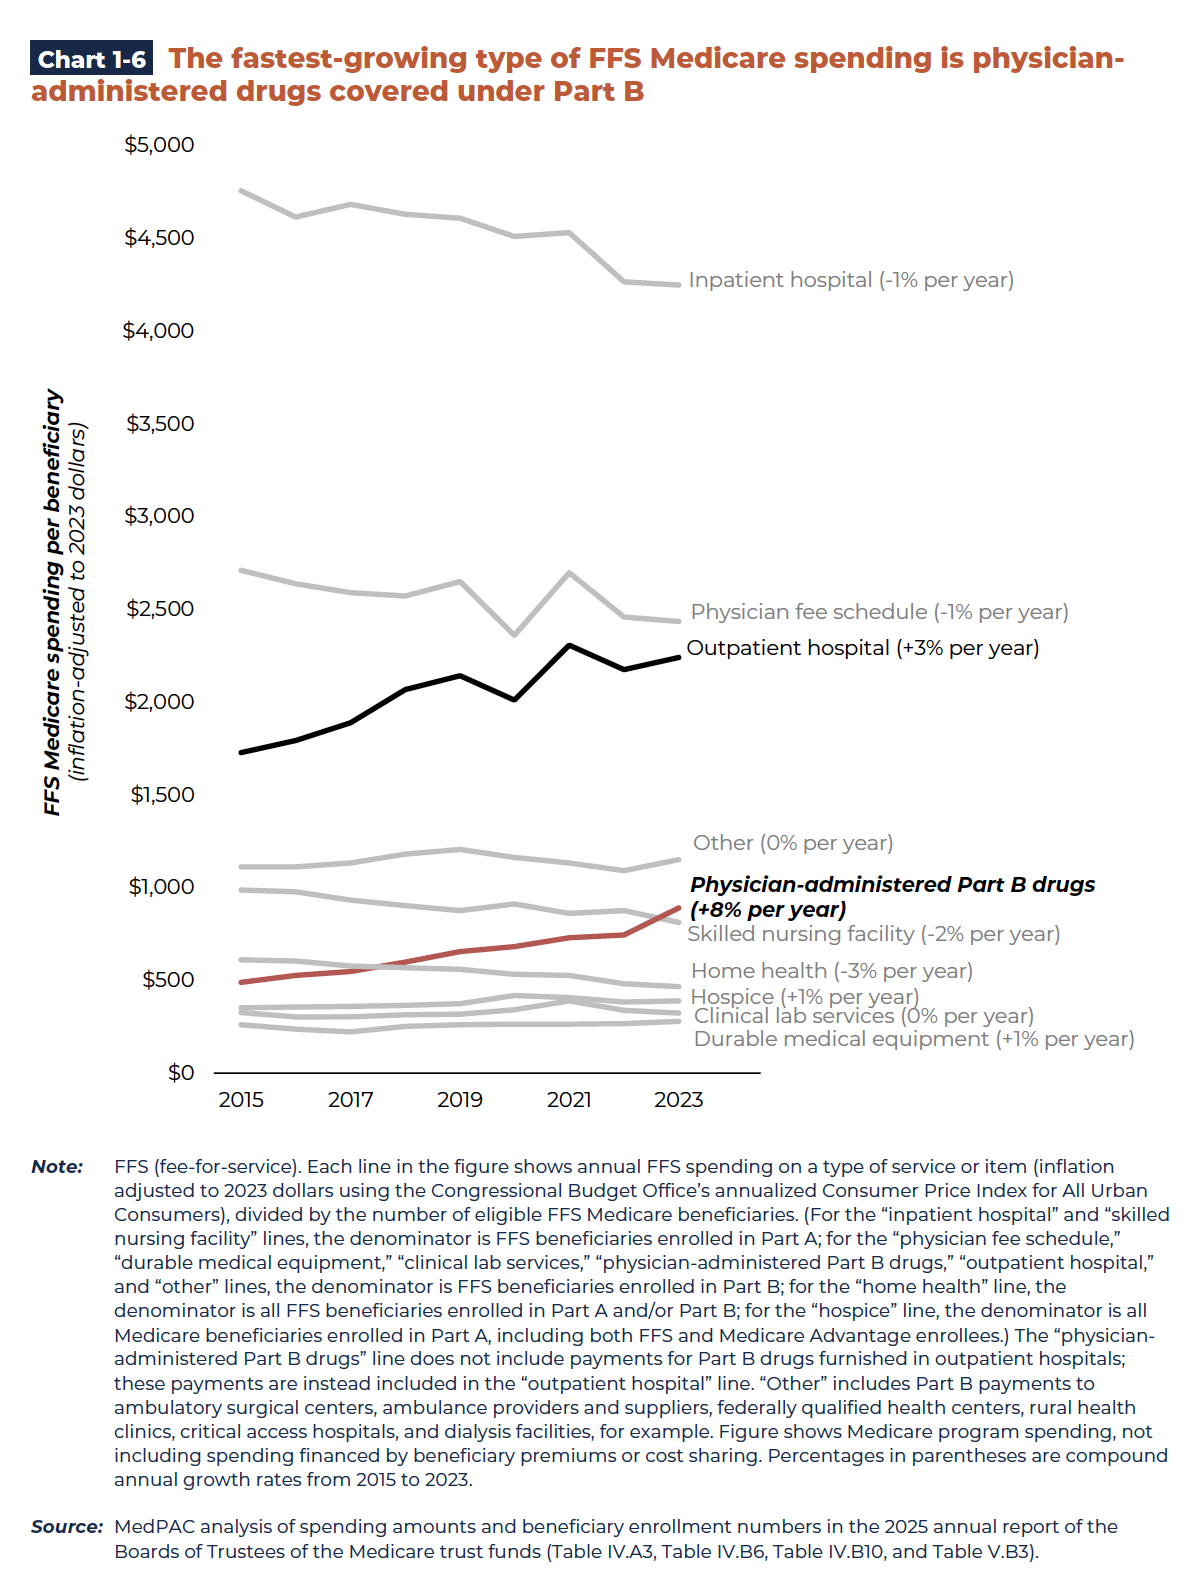 Chart 1-6 The fastest-growing type of FFS Medicare spending is physician-
administered drugs covered under Part B
$5,000
$4,500
Inpatient hospital (-1% per year)
$4,000
$3,500
FFS Medicare spending per beneficiary
(inflation-adjusted to 2023 dollars)
$3,000
$2,500
Physician fee schedule (-1% per year)
Outpatient hospital (+3% per year)
$2,000
$1,500
Other (0% per year)
$1,000
Physician-administered Part B drugs
(+8% per year)
Skilled nursing facility (-2% per year)
$500
Home health (-3% per year)
Hospice (+1% per year)
Clinical lab services (0% per year)
Durable medical equipment (+1% per year)
$0
2015 2017 2019 2021 2023
Note: FFS (fee-for-service). Each line in the figure shows annual FFS spending on a type of service or item (inflation
adjusted to 2023 dollars using the Congressional Budget Office’s annualized Consumer Price Index for All Urban
Consumers), divided by the number of eligible FFS Medicare beneficiaries. (For the “inpatient hospital” and “skilled
nursing facility” lines, the denominator is FFS beneficiaries enrolled in Part A; for the “physician fee schedule,”
“durable medical equipment,” “clinical lab services,” “physician-administered Part B drugs,” “outpatient hospital,”
and “other” lines, the denominator is FFS beneficiaries enrolled in Part B; for the “home health” line, the
denominator is all FFS beneficiaries enrolled in Part A and/or Part B; for the “hospice” line, the denominator is all
Medicare beneficiaries enrolled in Part A, including both FFS and Medicare Advantage enrollees.) The “physician-
administered Part B drugs” line does not include payments for Part B drugs furnished in outpatient hospitals;
these payments are instead included in the “outpatient hospital” line. “Other” includes Part B payments to
ambulatory surgical centers, ambulance providers and suppliers, federally qualified health centers, rural health
clinics, critical access hospitals, and dialysis facilities, for example. Figure shows Medicare program spending, not
including spending financed by beneficiary premiums or cost sharing. Percentages in parentheses are compound
annual growth rates from 2015 to 2023.
Source: MedPAC analysis of spending amounts and beneficiary enrollment numbers in the 2025 annual report of the
Boards of Trustees of the Medicare trust funds (Table IV.A3, Table IV.B6, Table IV.B10, and Table V.B3).